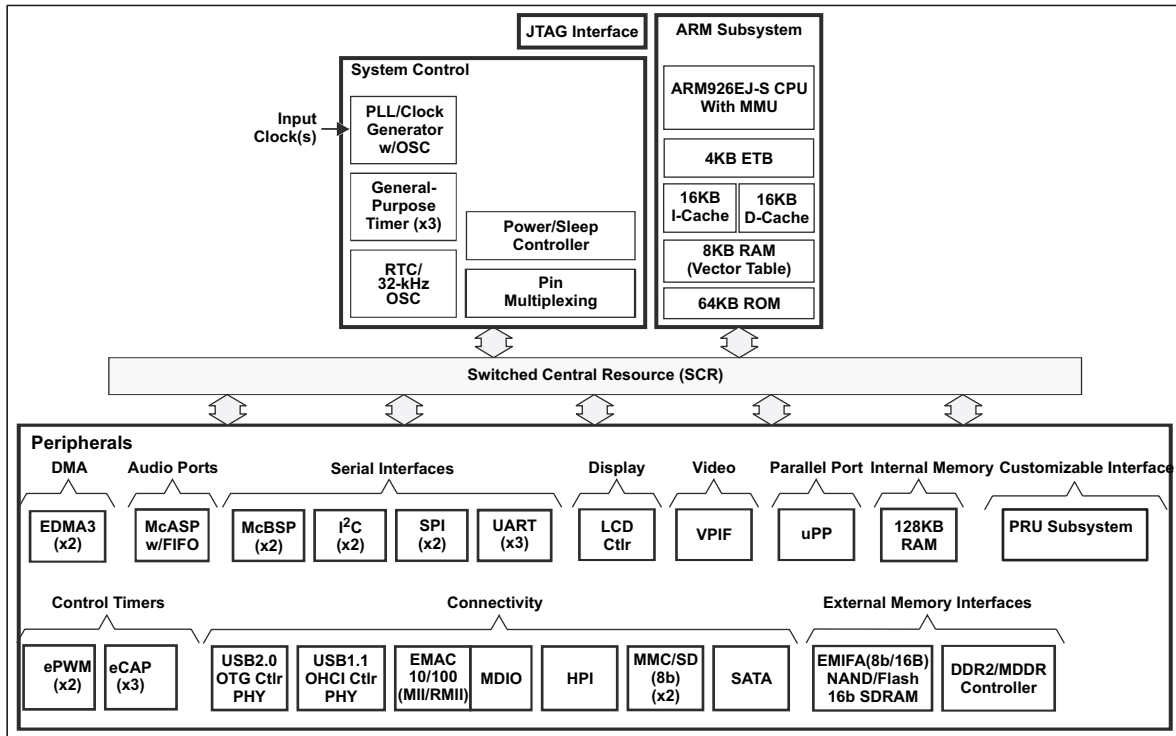 JTAG Interface
ARM Subsystem
System Control
ARM926EJ-S CPU
With MMU
Input
Clock(s)
PLL/Clock
Generator
w/OSC
4KB ETB
General-
Purpose
Timer (x3)
16KB
I-Cache
16KB
D-Cache
Power/Sleep
Controller
8KB RAM
(Vector Table)
RTC/
32-kHz
OSC
Pin
Multiplexing
64KB ROM
Switched Central Resource (SCR)
Peripherals
DMA
Audio Ports
Serial Interfaces
Display
Video
Parallel Port
Internal Memory
Customizable Interface
EDMA3
(x2)
McASP
w/FIFO
McBSP
(x2)
I²C
(x2)
SPI
(x2)
UART
(x3)
LCD
Ctlr
VPIF
uPP
128KB
RAM
PRU Subsystem
Control Timers
Connectivity
External Memory Interfaces
ePWM
(x2)
eCAP
(x3)
USB2.0
OTG Ctlr
PHY
USB1.1
OHCI Ctlr
PHY
EMAC
10/100
(MII/RMII)
MDIO
HPI
MMC/SD
(8b)
(x2)
SATA
EMIFA(8b/16B)
NAND/Flash
16b SDRAM
DDR2/MDDR
Controller